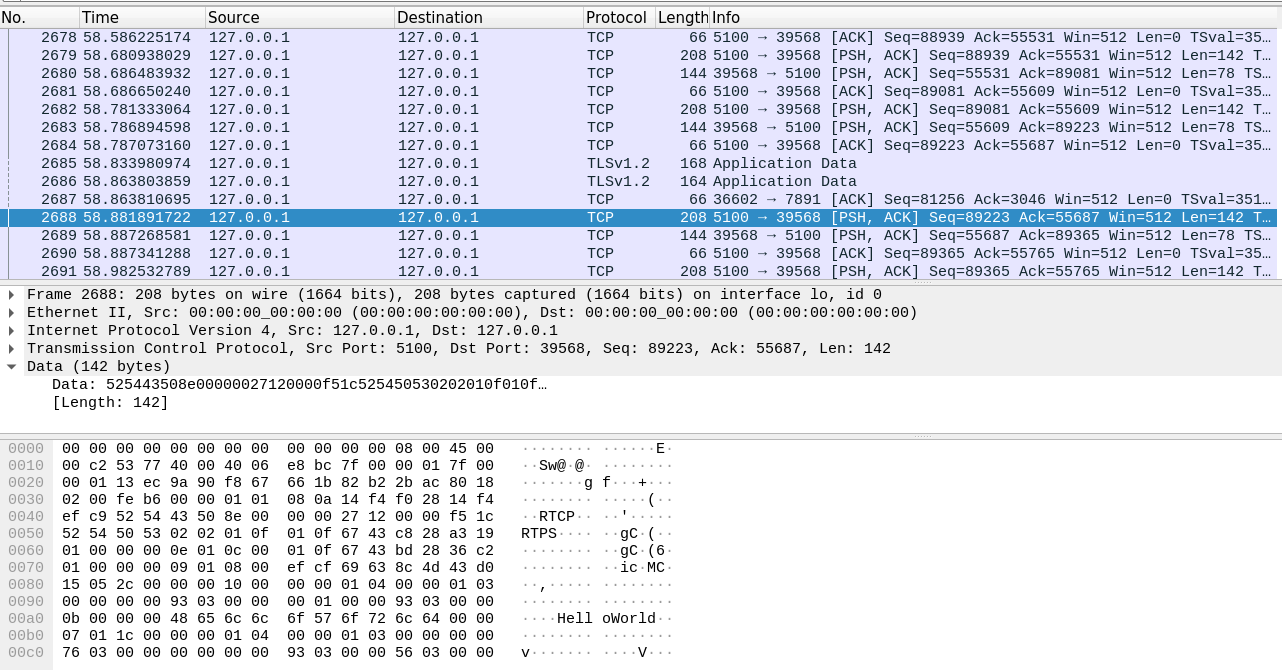 No. Time Source Destination Protocol Length Info
2678 58.586225174 127.0.0.1 127.0.0.1 TCP 66 5100 → 39568 [ACK] Seq=88939 Ack=55531 Win=512 Len=0 TSval=35…
2679 58.680938029 127.0.0.1 127.0.0.1 TCP 208 5100 → 39568 [PSH, ACK] Seq=88939 Ack=55531 Win=512 Len=142 T…
2680 58.686483932 127.0.0.1 127.0.0.1 TCP 144 39568 → 5100 [PSH, ACK] Seq=55531 Ack=89081 Win=512 Len=78 TS…
2681 58.686650240 127.0.0.1 127.0.0.1 TCP 66 5100 → 39568 [ACK] Seq=89081 Ack=55609 Win=512 Len=0 TSval=35…
2682 58.781333064 127.0.0.1 127.0.0.1 TCP 208 5100 → 39568 [PSH, ACK] Seq=89081 Ack=55609 Win=512 Len=142 T…
2683 58.786894598 127.0.0.1 127.0.0.1 TCP 144 39568 → 5100 [PSH, ACK] Seq=55609 Ack=89223 Win=512 Len=78 TS…
2684 58.787073160 127.0.0.1 127.0.0.1 TCP 66 5100 → 39568 [ACK] Seq=89223 Ack=55687 Win=512 Len=0 TSval=35…
2685 58.833980974 127.0.0.1 127.0.0.1 TLSv1.2 168 Application Data
2686 58.863803859 127.0.0.1 127.0.0.1 TLSv1.2 164 Application Data
2687 58.863810695 127.0.0.1 127.0.0.1 TCP 66 36602 → 7891 [ACK] Seq=81256 Ack=3046 Win=512 Len=0 TSval=351…
2688 58.881891722 127.0.0.1 127.0.0.1 TCP 208 5100 → 39568 [PSH, ACK] Seq=89223 Ack=55687 Win=512 Len=142 T…
2689 58.887268581 127.0.0.1 127.0.0.1 TCP 144 39568 → 5100 [PSH, ACK] Seq=55687 Ack=89365 Win=512 Len=78 TS…
2690 58.887341288 127.0.0.1 127.0.0.1 TCP 66 5100 → 39568 [ACK] Seq=89365 Ack=55765 Win=512 Len=0 TSval=35…
2691 58.982532789 127.0.0.1 127.0.0.1 TCP 208 5100 → 39568 [PSH, ACK] Seq=89365 Ack=55765 Win=512 Len=142 T…
Frame 2688: 208 bytes on wire (1664 bits), 208 bytes captured (1664 bits) on interface lo, id 0
Ethernet II, Src: 00:00:00_00:00:00 (00:00:00:00:00:00), Dst: 00:00:00_00:00:00 (00:00:00:00:00:00)
Internet Protocol Version 4, Src: 127.0.0.1, Dst: 127.0.0.1
Transmission Control Protocol, Src Port: 5100, Dst Port: 39568, Seq: 89223, Ack: 55687, Len: 142
Data (142 bytes)
Data: 525443508e00000027120000f51c525450530202010f010f…
[Length: 142]
0000 00 00 00 00 00 00 00 00 00 00 00 00 08 00 45 00 ········ ······E·
0010 00 c2 53 77 40 00 40 06 e8 bc 7f 00 00 01 7f 00 ··Sw@·@· ········
0020 00 01 13 ec 9a 90 f8 67 66 1b 82 b2 2b ac 80 18 ·······g f···+···
0030 02 00 fe b6 00 00 01 01 08 0a 14 f4 f0 28 14 f4 ········ ·····(··
0040 ef c9 52 54 43 50 8e 00 00 00 27 12 00 00 f5 1c ··RTCP·· ··'·····
0050 52 54 50 53 02 02 01 0f 01 0f 67 43 c8 28 a3 19 RTPS···· ··gC·(··
0060 01 00 00 00 0e 01 0c 00 01 0f 67 43 bd 28 36 c2 ········ ··gC·(6·
0070 01 00 00 00 09 01 08 00 ef cf 69 63 8c 4d 43 d0 ········ ··ic·MC·
0080 15 05 2c 00 00 00 10 00 00 00 01 04 00 00 01 03 ··,····· ········
0090 00 00 00 00 93 03 00 00 00 01 00 00 93 03 00 00 ········ ········
00a0 0b 00 00 00 48 65 6c 6c 6f 57 6f 72 6c 64 00 00 ····Hell oWorld··
00b0 07 01 1c 00 00 00 01 04 00 00 01 03 00 00 00 00 ········ ········
00c0 76 03 00 00 00 00 00 00 93 03 00 00 56 03 00 00 v······· ····V···